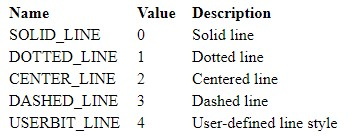 Name Value Description
SOLID_LINE 0 Solid line
DOTTED_LINE 1 Dotted line
CENTER_LINE 2 Centered line
DASHED_LINE 3 Dashed line
USERBIT_LINE 4 User-defined line style